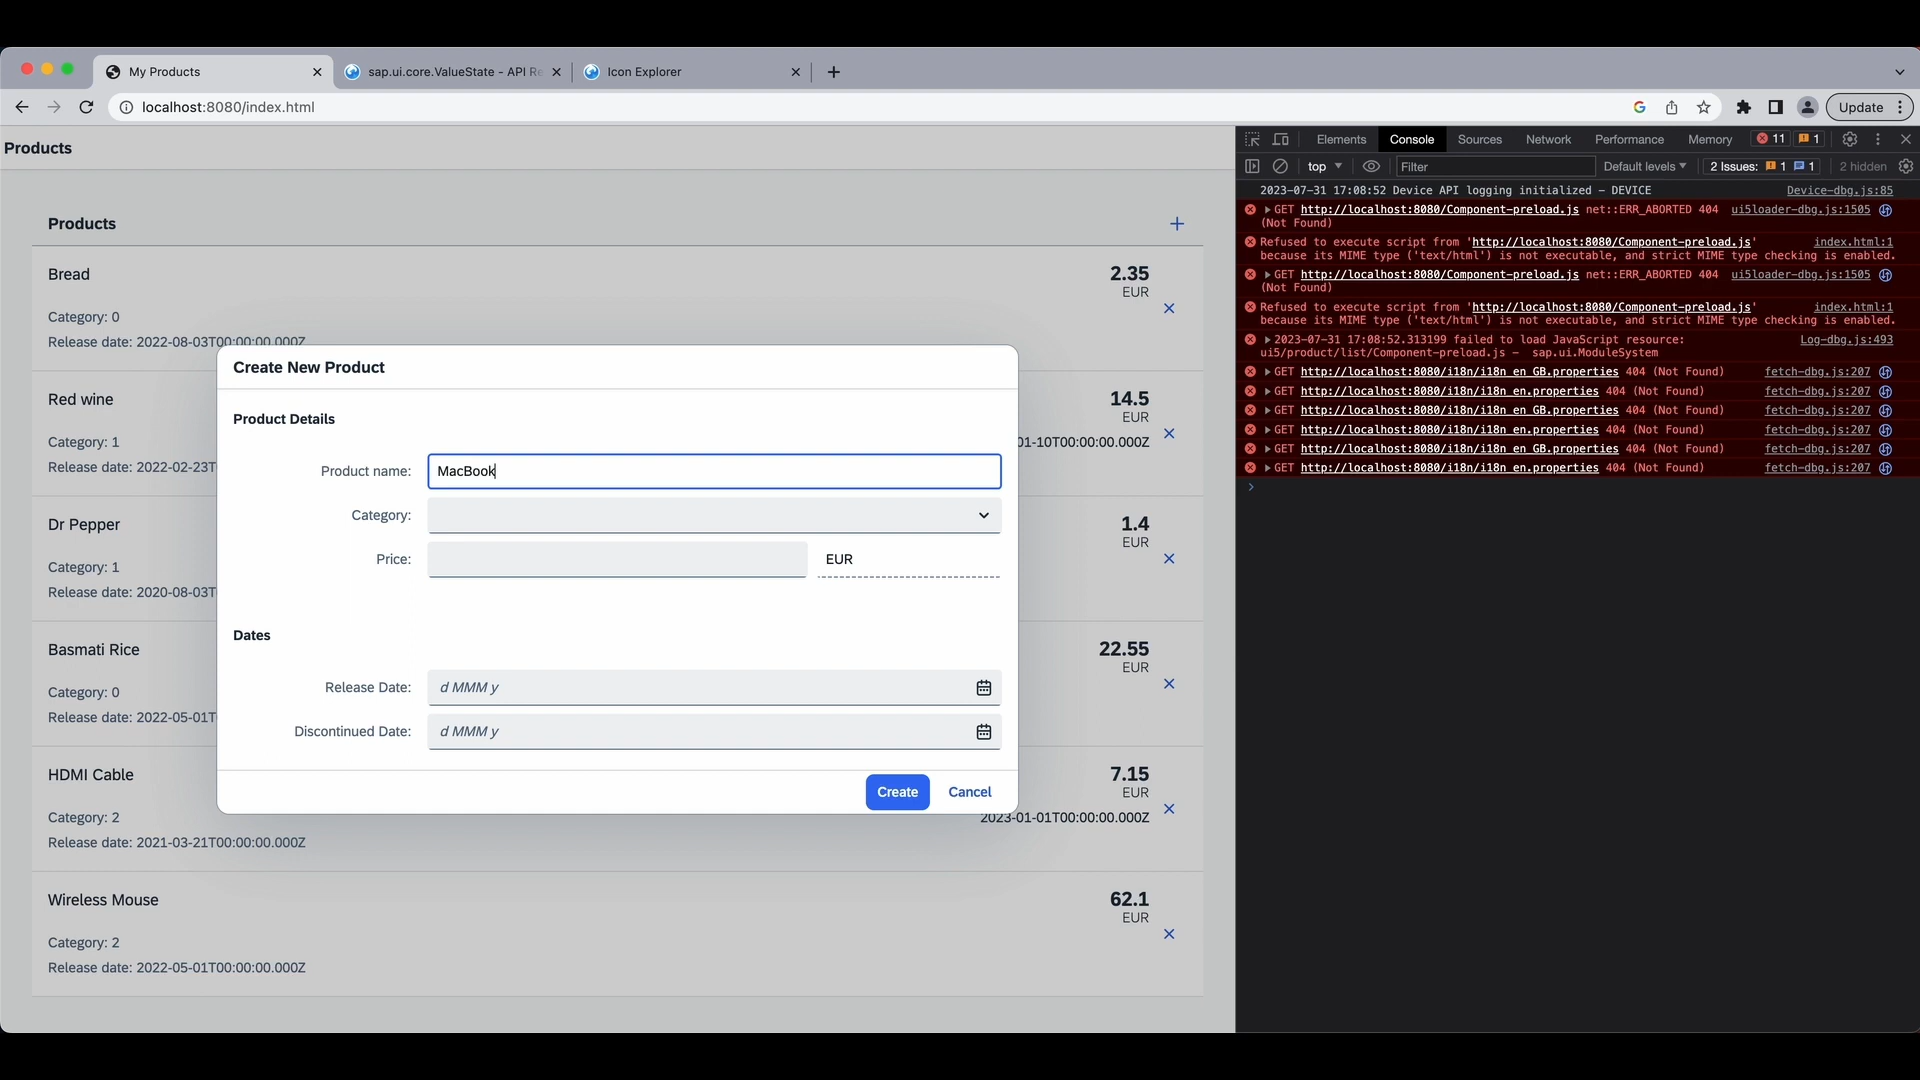 My Products
sap.ui.core.ValueState - API Re
Icon Explorer
localhost:8080/index.html
Update
Products
Products
Bread
2.35
EUR
Category: 0
Release date: 2022-08-03T00:00:00.000Z
Red wine
14.5
EUR
Category: 1
01-10T00:00:00.000Z
Release date: 2022-02-23T
Dr Pepper
1.4
EUR
Category: 1
Release date: 2020-08-03T
Basmati Rice
22.55
EUR
Category: 0
Release date: 2022-05-01T
HDMI Cable
7.15
EUR
Category: 2
2023-01-01T00:00:00.000Z
Release date: 2021-03-21T00:00:00.000Z
Wireless Mouse
62.1
EUR
Category: 2
Release date: 2022-05-01T00:00:00.000Z
Create New Product
Product Details
Product name: MacBook
Category:
Price: EUR
Dates
Release Date: d MMM y
Discontinued Date: d MMM y
Create Cancel
Elements Console Sources Network Performance Memory 11 1
top Filter Default levels 2 Issues: 1 1 2 hidden
2023-07-31 17:08:52 Device API logging initialized – DEVICE Device-dbg.js:85
GET http://localhost:8080/Component-preload.js net::ERR_ABORTED 404 ui5loader-dbg.js:1505
(Not Found)
Refused to execute script from 'http://localhost:8080/Component-preload.js' index.html:1
because its MIME type ('text/html') is not executable, and strict MIME type checking is enabled.
GET http://localhost:8080/Component-preload.js net::ERR_ABORTED 404 ui5loader-dbg.js:1505
(Not Found)
Refused to execute script from 'http://localhost:8080/Component-preload.js' index.html:1
because its MIME type ('text/html') is not executable, and strict MIME type checking is enabled.
2023-07-31 17:08:52.313199 failed to load JavaScript resource: Log-dbg.js:493
ui5/product/list/Component-preload.js – sap.ui.ModuleSystem
GET http://localhost:8080/i18n/i18n_en_GB.properties 404 (Not Found) fetch-dbg.js:207
GET http://localhost:8080/i18n/i18n_en.properties 404 (Not Found) fetch-dbg.js:207
GET http://localhost:8080/i18n/i18n_en_GB.properties 404 (Not Found) fetch-dbg.js:207
GET http://localhost:8080/i18n/i18n_en.properties 404 (Not Found) fetch-dbg.js:207
GET http://localhost:8080/i18n/i18n_en_GB.properties 404 (Not Found) fetch-dbg.js:207
GET http://localhost:8080/i18n/i18n_en.properties 404 (Not Found) fetch-dbg.js:207